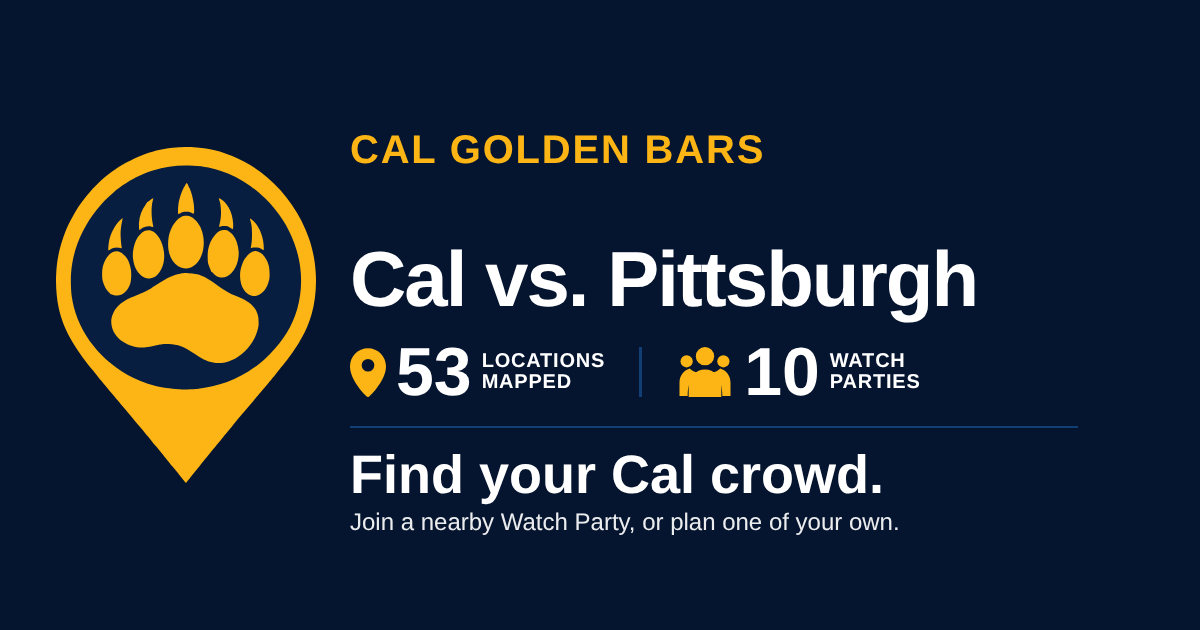 CAL GOLDEN BARS
Cal vs. Pittsburgh
53 LOCATIONS MAPPED
10 WATCH PARTIES
Find your Cal crowd.
Join a nearby Watch Party, or plan one of your own.